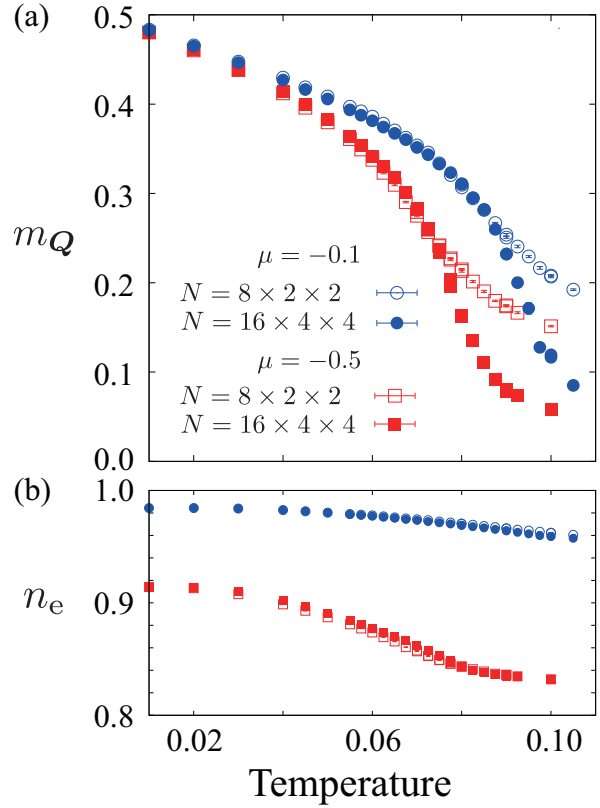 (a)
0.5
0.4
0.3
0.2
0.1
0.0
m_Q
μ = −0.1
N = 8 × 2 × 2
N = 16 × 4 × 4
μ = −0.5
N = 8 × 2 × 2
N = 16 × 4 × 4
(b)
1.0
0.9
0.8
n_e
0.02 0.06 0.10
Temperature